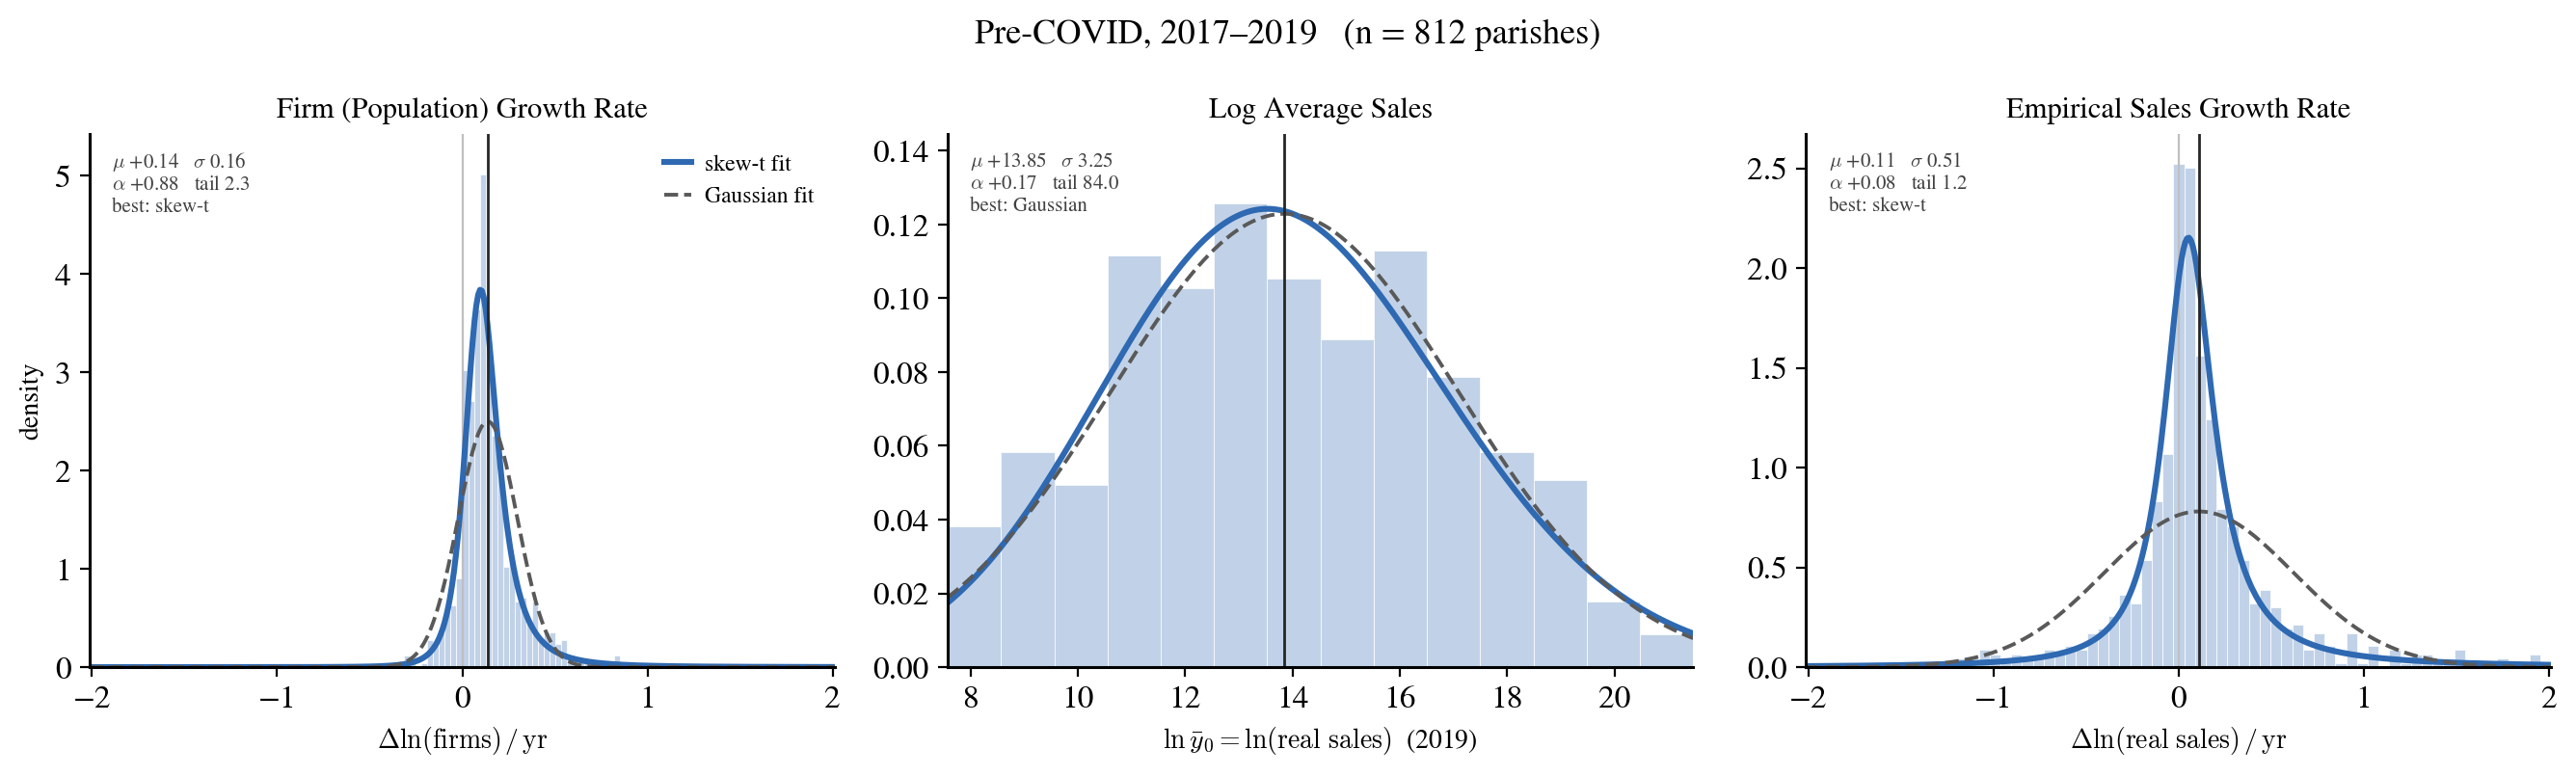 Pre-COVID, 2017–2019 (n = 812 parishes)
Firm (Population) Growth Rate
μ +0.14 σ 0.16
α +0.88 tail 2.3
best: skew-t
skew-t fit
Gaussian fit
density
5
4
3
2
1
0
−2 −1 0 1 2
Δln(firms) / yr
Log Average Sales
μ +13.85 σ 3.25
α +0.17 tail 84.0
best: Gaussian
0.14
0.12
0.10
0.08
0.06
0.04
0.02
0.00
8 10 12 14 16 18 20
ln ȳ₀ = ln(real sales) (2019)
Empirical Sales Growth Rate
μ +0.11 σ 0.51
α +0.08 tail 1.2
best: skew-t
2.5
2.0
1.5
1.0
0.5
0.0
−2 −1 0 1 2
Δln(real sales) / yr